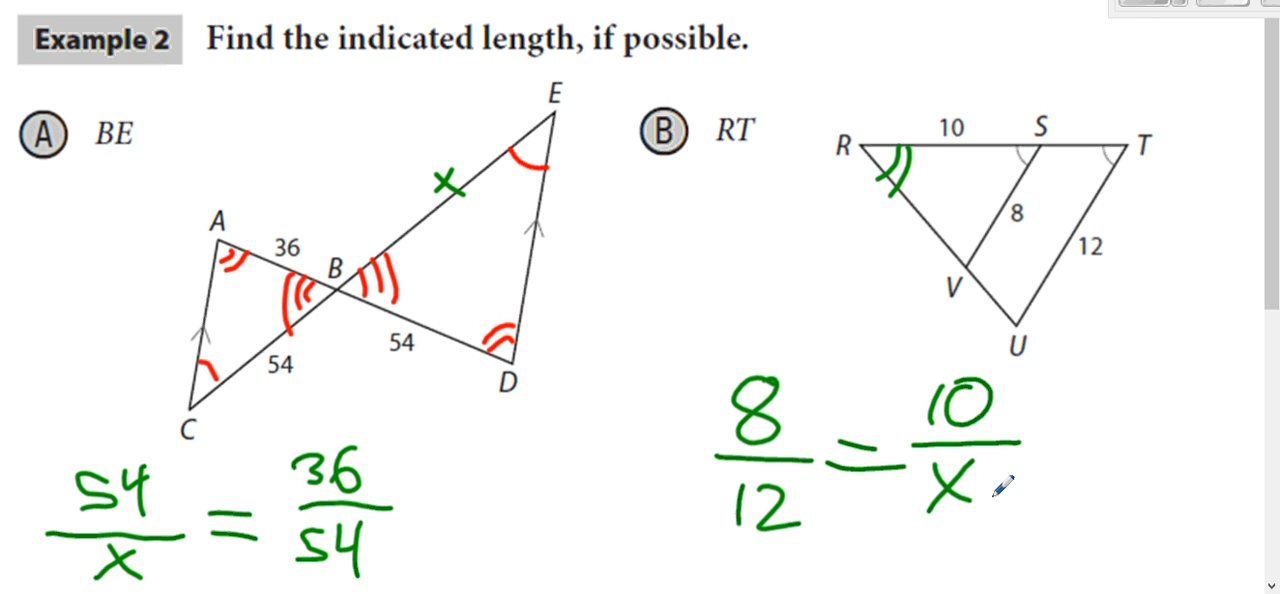 Example 2 Find the indicated length, if possible.
A BE
B RT
E
x
A
36
B
54
54
D
C
R
10
S
T
8
12
V
U
54/x = 36/54
8/12 = 10/x